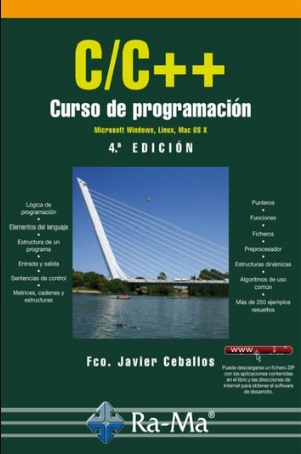 C/C++
Curso de programación
Microsoft Windows, Linux, Mac OS X
4.ª EDICIÓN
Lógica de
programación
•
Elementos del lenguaje
•
Estructura de un
programa
•
Entrada y salida
•
Sentencias de control
•
Matrices, cadenas y
estructuras
Punteros
•
Funciones
•
Ficheros
•
Preprocesador
•
Estructuras dinámicas
•
Algoritmos de uso
común
•
Más de 250 ejemplos
resueltos
Fco. Javier Ceballos
www
Puede descargarse un fichero ZIP
con las aplicaciones contenidas
en el libro y las direcciones de
Internet para obtener el software
de desarrollo.
Ra-Ma®